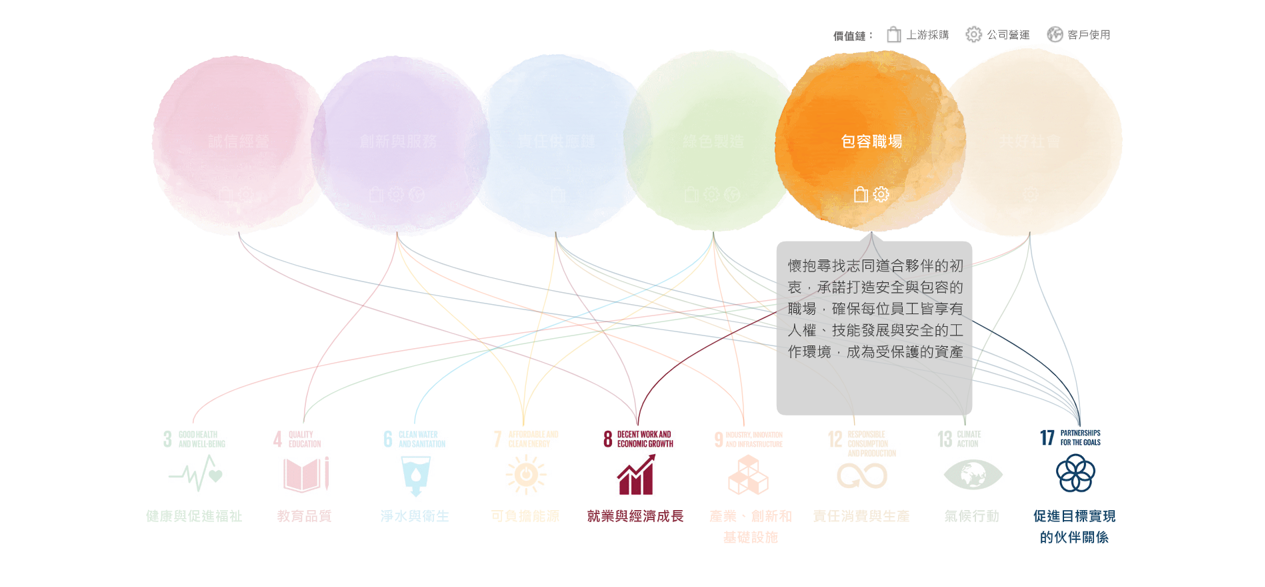 價值鏈：
上游採購
公司營運
客戶使用
誠信經營
創新與服務
責任供應鏈
綠色製造
包容職場
共好社會
懷抱尋找志同道合夥伴的初
衷，承諾打造安全與包容的
職場，確保每位員工皆享有
人權、技能發展與安全的工
作環境，成為受保護的資產
3 GOOD HEALTH
AND WELL-BEING
4 QUALITY
EDUCATION
6 CLEAN WATER
AND SANITATION
7 AFFORDABLE AND
CLEAN ENERGY
8 DECENT WORK AND
ECONOMIC GROWTH
9 INDUSTRY, INNOVATION
AND INFRASTRUCTURE
12 RESPONSIBLE
CONSUMPTION
AND PRODUCTION
13 CLIMATE
ACTION
17 PARTNERSHIPS
FOR THE GOALS
健康與促進福祉
教育品質
淨水與衛生
可負擔能源
就業與經濟成長
產業、創新和
基礎設施
責任消費與生產
氣候行動
促進目標實現
的伙伴關係